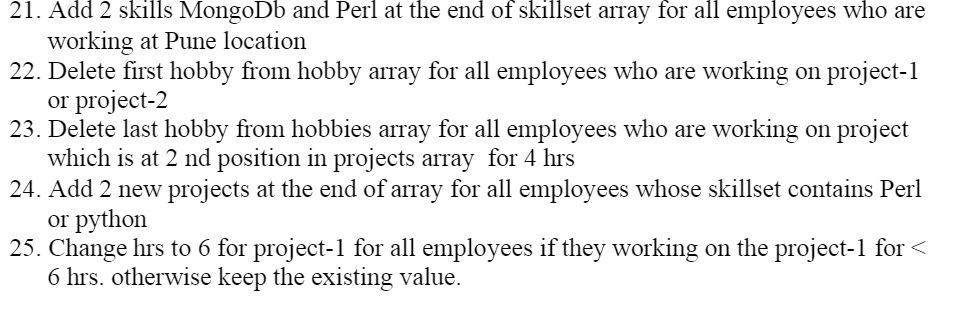 21. Add 2 skills MongoDb and Perl at the end of skillset array for all employees who are
working at Pune location
22. Delete first hobby from hobby array for all employees who are working on project-1
or project-2
23. Delete last hobby from hobbies array for all employees who are working on project
which is at 2 nd position in projects array  for 4 hrs
24. Add 2 new projects at the end of array for all employees whose skillset contains Perl
or python
25. Change hrs to 6 for project-1 for all employees if they working on the project-1 for <
6 hrs. otherwise keep the existing value.